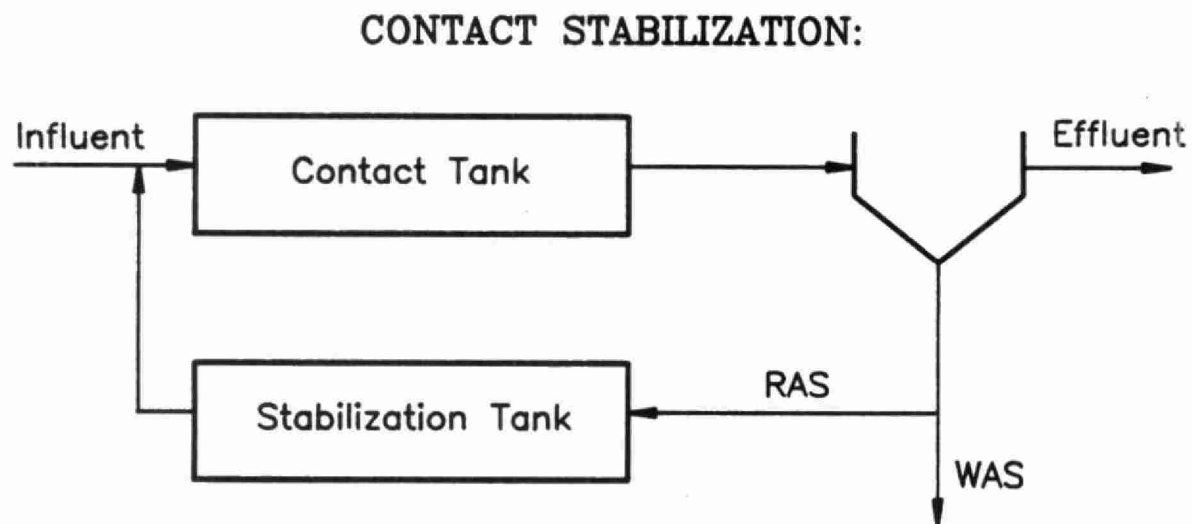 CONTACT STABILIZATION:
Influent
Contact Tank
Effluent
Stabilization Tank
RAS
WAS